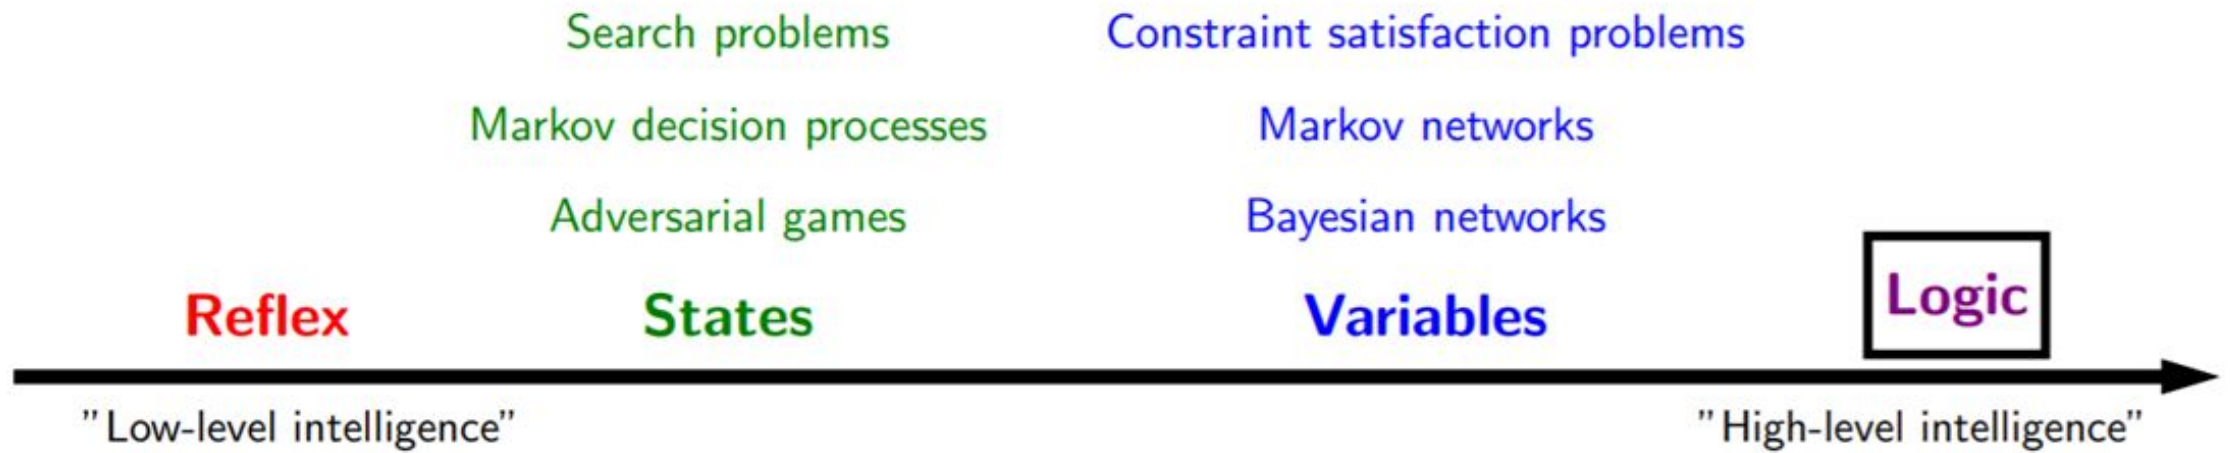 Search problems
Constraint satisfaction problems
Markov decision processes
Markov networks
Adversarial games
Bayesian networks
Reflex
States
Variables
Logic
"Low-level intelligence"
"High-level intelligence"